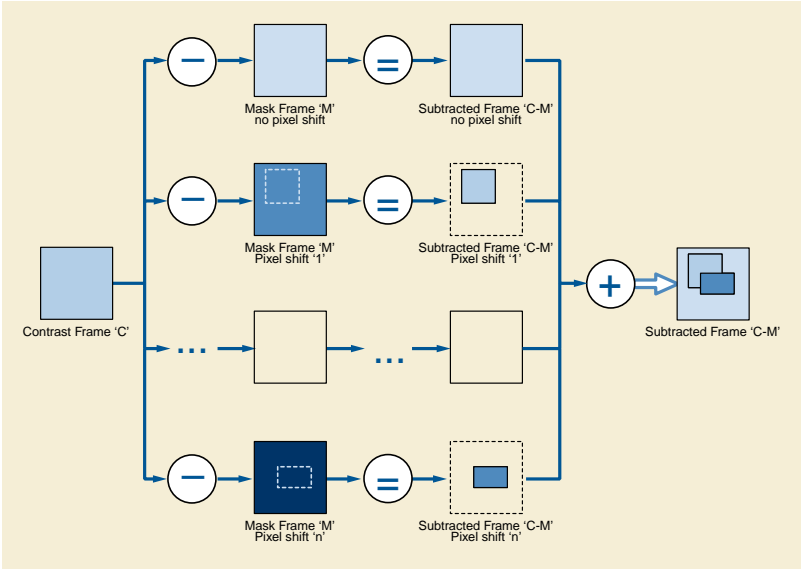 Mask Frame ‘M’
no pixel shift
Subtracted Frame ‘C-M’
no pixel shift
Mask Frame ‘M’
Pixel shift ‘1’
Subtracted Frame ‘C-M’
Pixel shift ‘1’
Contrast Frame ‘C’
Subtracted Frame ‘C-M’
... ...
Mask Frame ‘M’
Pixel shift ‘n’
Subtracted Frame ‘C-M’
Pixel shift ‘n’